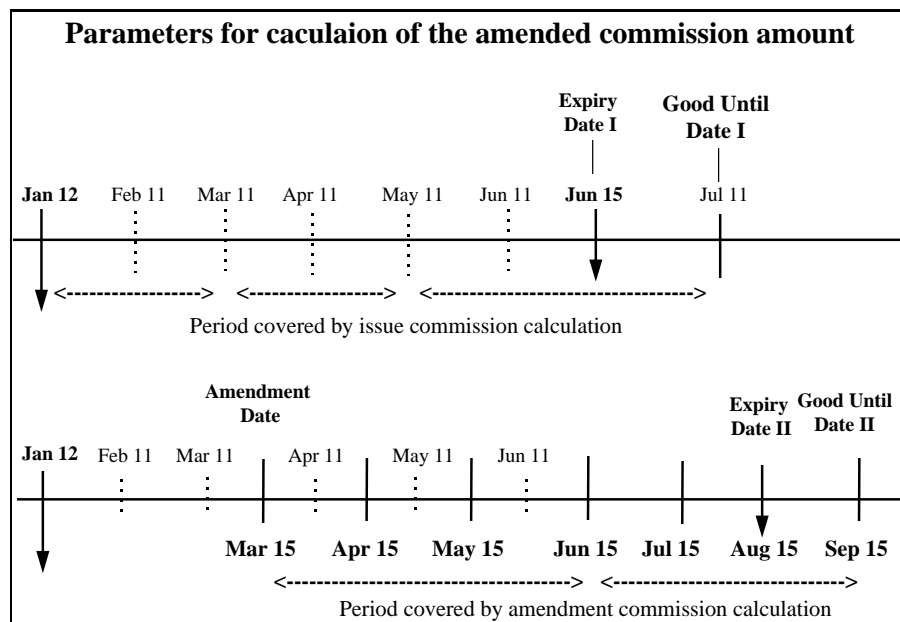 Parameters for caculaion of the amended commission amount
Expiry
Date I
Good Until
Date I
Jan 12 Feb 11 Mar 11 Apr 11 May 11 Jun 11 Jun 15 Jul 11
<---------------> <---------------> <--------------------------->
Period covered by issue commission calculation
Amendment
Date
Expiry
Date II
Good Until
Date II
Jan 12 Feb 11 Mar 11 Apr 11 May 11 Jun 11
Mar 15 Apr 15 May 15 Jun 15 Jul 15 Aug 15 Sep 15
<-----------------------------> <------------------------->
Period covered by amendment commission calculation